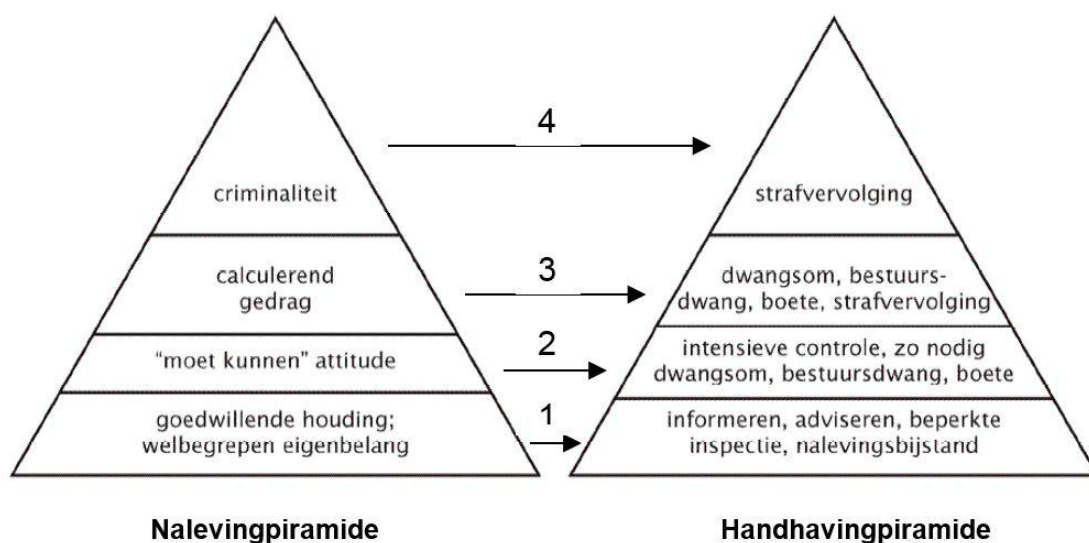 4
criminaliteit
strafvervolging
3
calculerend
gedrag
dwangsom, bestuurs-
dwang, boete, strafvervolging
2
"moet kunnen" attitude
intensieve controle, zo nodig
dwangsom, bestuursdwang, boete
1
goedwillende houding;
welbegrepen eigenbelang
informeren, adviseren, beperkte
inspectie, nalevingsbijstand
Nalevingpiramide
Handhavingpiramide